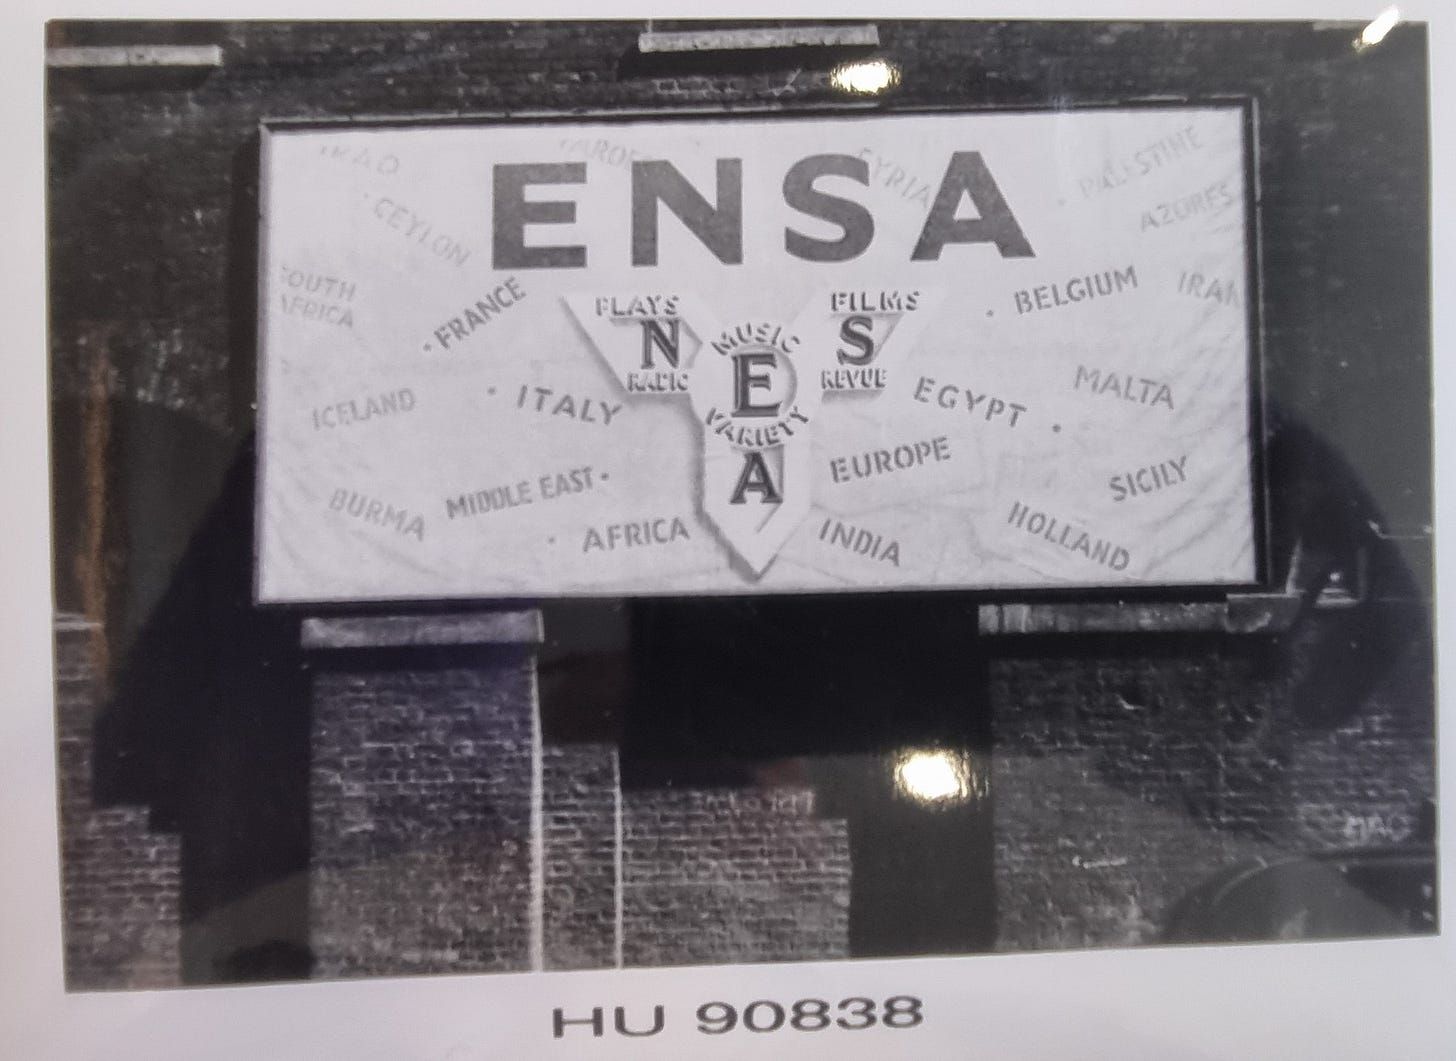 ENSA
SYRIA
PALESTINE
AZORES
CEYLON
SOUTH
AFRICA
FRANCE
BELGIUM
IRAN
PLAYS
N
RADIO
MUSIC
E
VARIETY
FILMS
S
REVUE
A
ICELAND
ITALY
EGYPT
MALTA
BURMA
MIDDLE EAST
EUROPE
SICILY
AFRICA
INDIA
HOLLAND
HU 90838